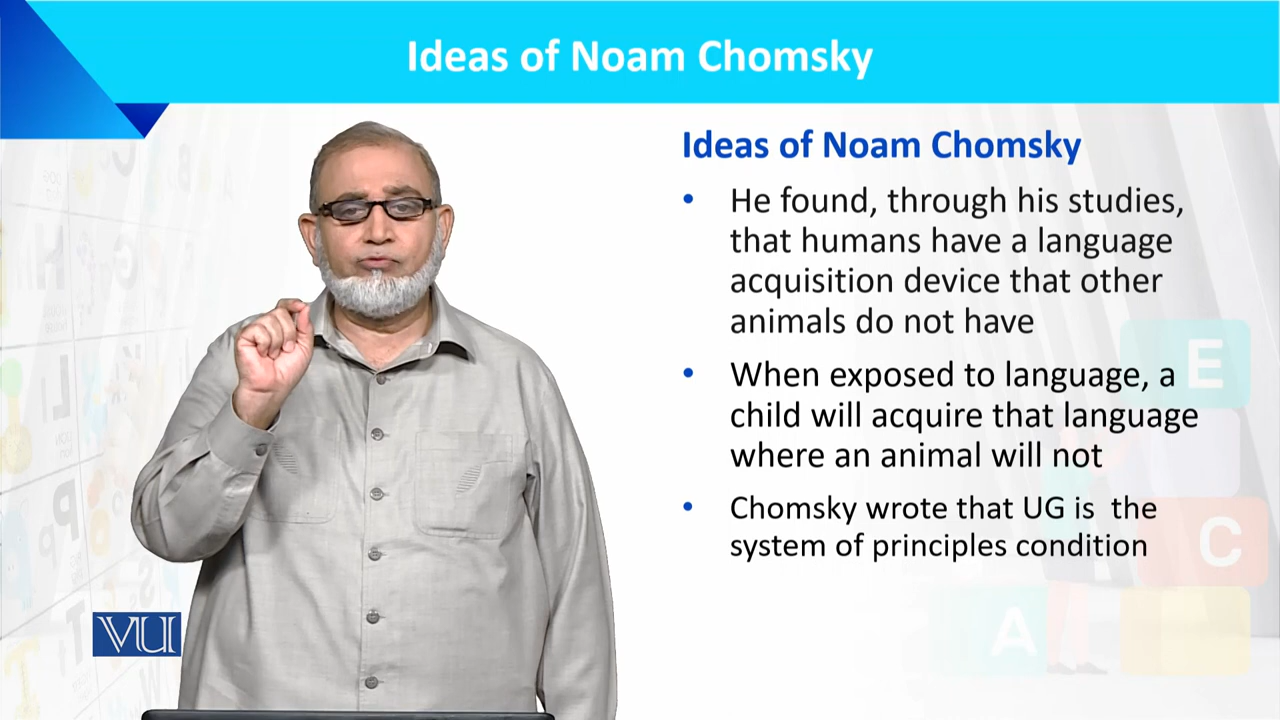 Ideas of Noam Chomsky
Ideas of Noam Chomsky
• He found, through his studies,
that humans have a language
acquisition device that other
animals do not have
• When exposed to language, a
child will acquire that language
where an animal will not
• Chomsky wrote that UG is the
system of principles condition
E
C
A
VU